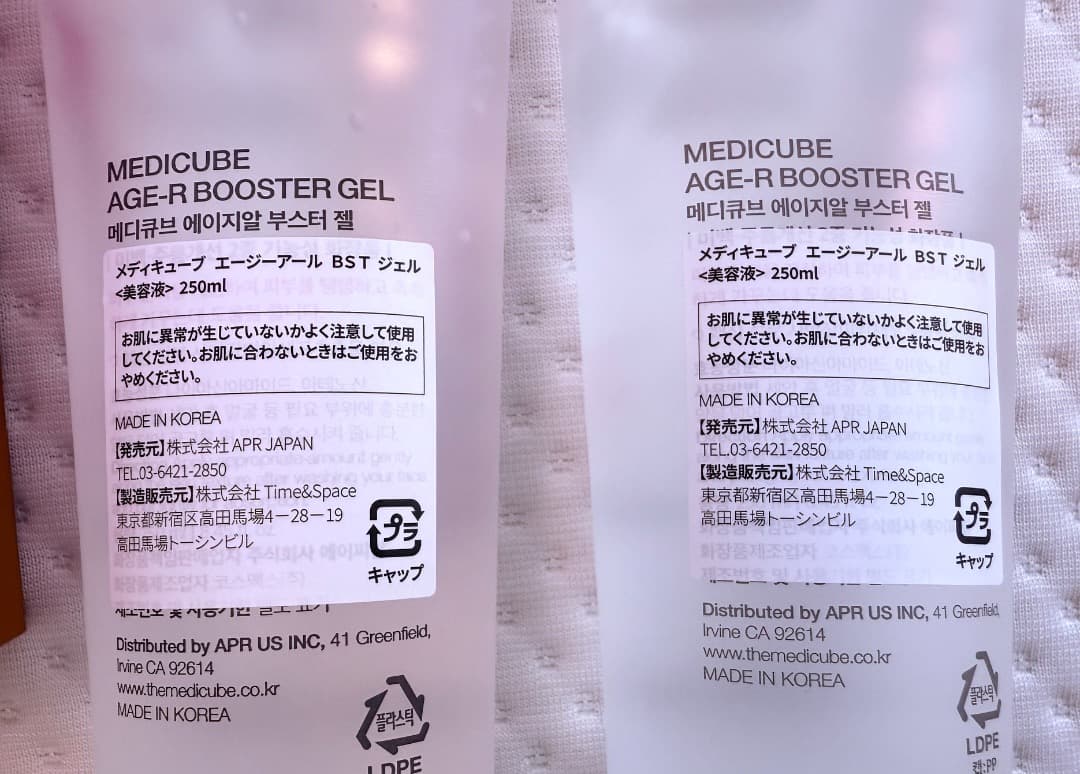 MEDICUBE
AGE-R BOOSTER GEL
메디큐브 에이지알 부스터 젤
メディキューブ エージーアール BST ジェル
<美容液> 250ml
お肌に異常が生じていないかよく注意して使用
してください。お肌に合わないときはご使用をお
やめください。
MADE IN KOREA
【発売元】株式会社 APR JAPAN
TEL.03-6421-2850
【製造販売元】株式会社 Time&Space
東京都新宿区高田馬場4－28－19
高田馬場トーシンビル
プラ
キャップ
Distributed by APR US INC, 41 Greenfield,
Irvine CA 92614
www.themedicube.co.kr
MADE IN KOREA
플라스틱
LDPE
MEDICUBE
AGE-R BOOSTER GEL
메디큐브 에이지알 부스터 젤
メディキューブ エージーアール BST ジェル
<美容液> 250ml
お肌に異常が生じていないかよく注意して使用
してください。お肌に合わないときはご使用をお
やめください。
MADE IN KOREA
【発売元】株式会社 APR JAPAN
TEL.03-6421-2850
【製造販売元】株式会社 Time&Space
東京都新宿区高田馬場4－28－19
高田馬場トーシンビル
プラ
キャップ
Distributed by APR US INC, 41 Greenfield,
Irvine CA 92614
www.themedicube.co.kr
MADE IN KOREA
플라스틱
LDPE
캡:PP